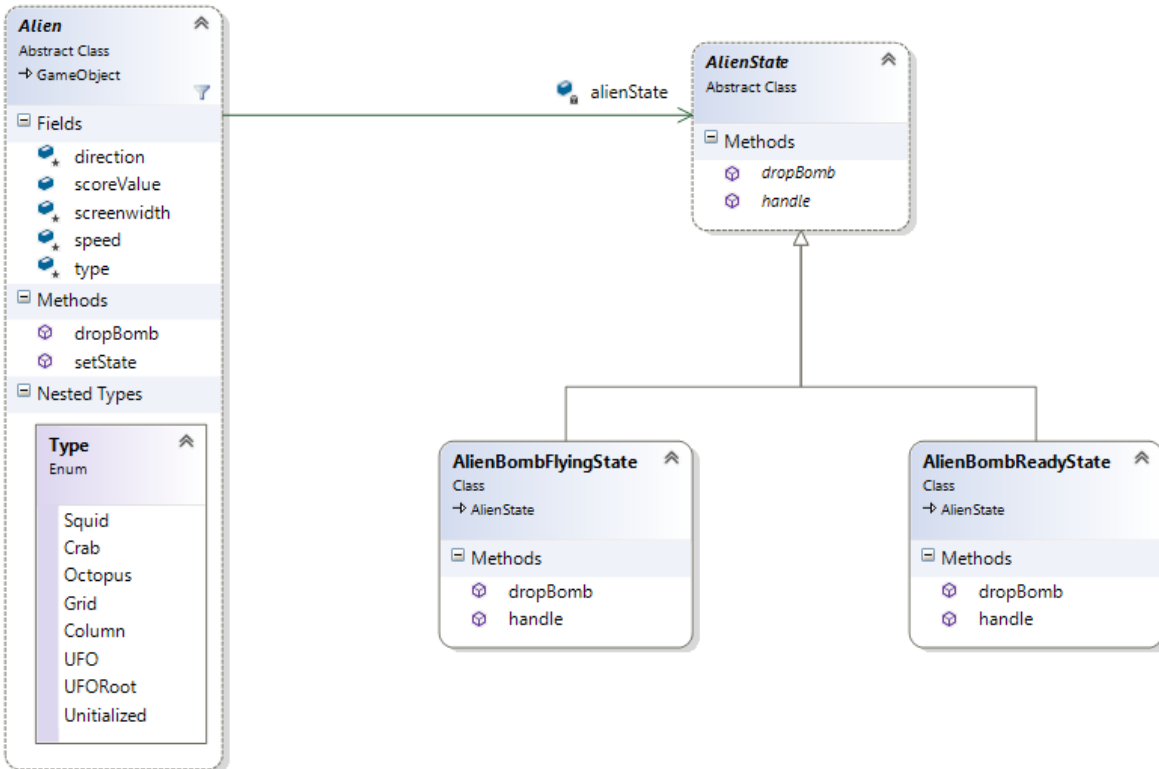 Alien
Abstract Class
GameObject
Fields
direction
scoreValue
screenwidth
speed
type
Methods
dropBomb
setState
Nested Types
Type
Enum
Squid
Crab
Octopus
Grid
Column
UFO
UFORoot
Unitialized
alienState
AlienState
Abstract Class
Methods
dropBomb
handle
AlienBombFlyingState
Class
AlienState
Methods
dropBomb
handle
AlienBombReadyState
Class
AlienState
Methods
dropBomb
handle